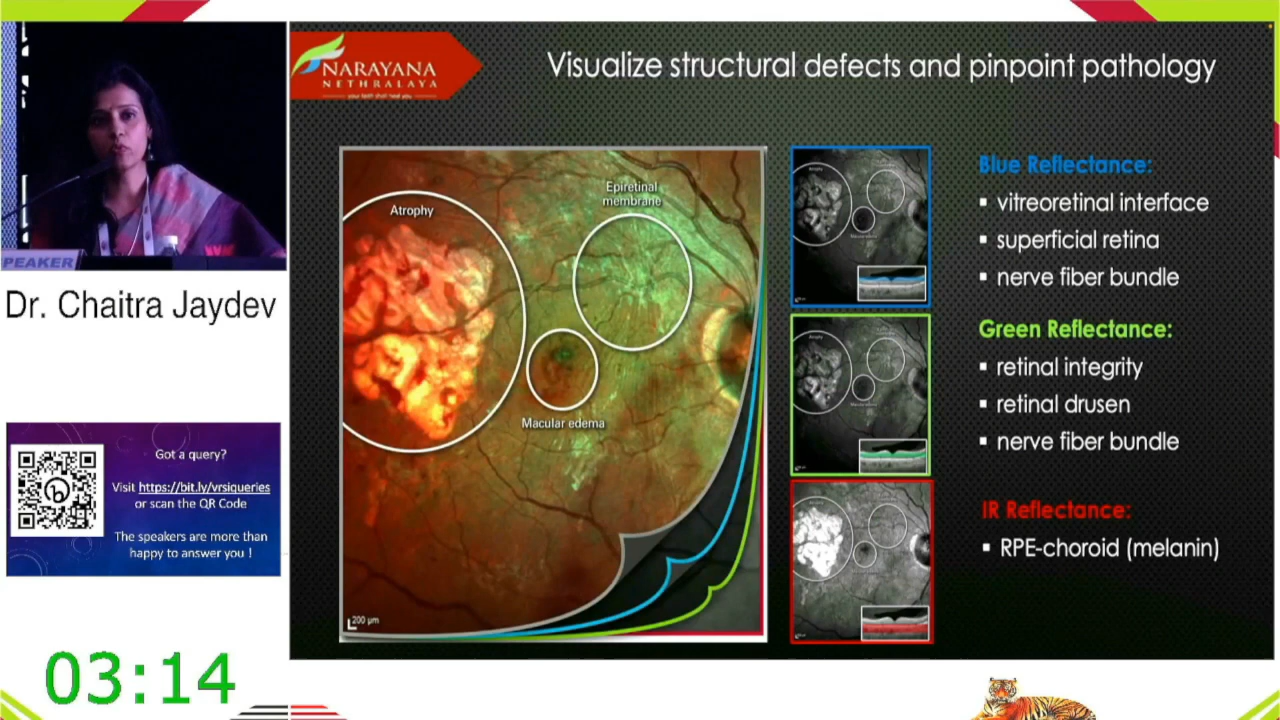 NARAYANA
NETHRALAYA
Visualize structural defects and pinpoint pathology
SPEAKER
Dr. Chaitra Jaydev
Got a query?
Visit https://bit.ly/vrsiqueries
or scan the QR Code
The speakers are more than
happy to answer you !
03:14
Atrophy
Epiretinal
membrane
Macular edema
200 µm
Blue Reflectance:
▪ vitreoretinal interface
▪ superficial retina
▪ nerve fiber bundle
Green Reflectance:
▪ retinal integrity
▪ retinal drusen
▪ nerve fiber bundle
IR Reflectance:
▪ RPE-choroid (melanin)